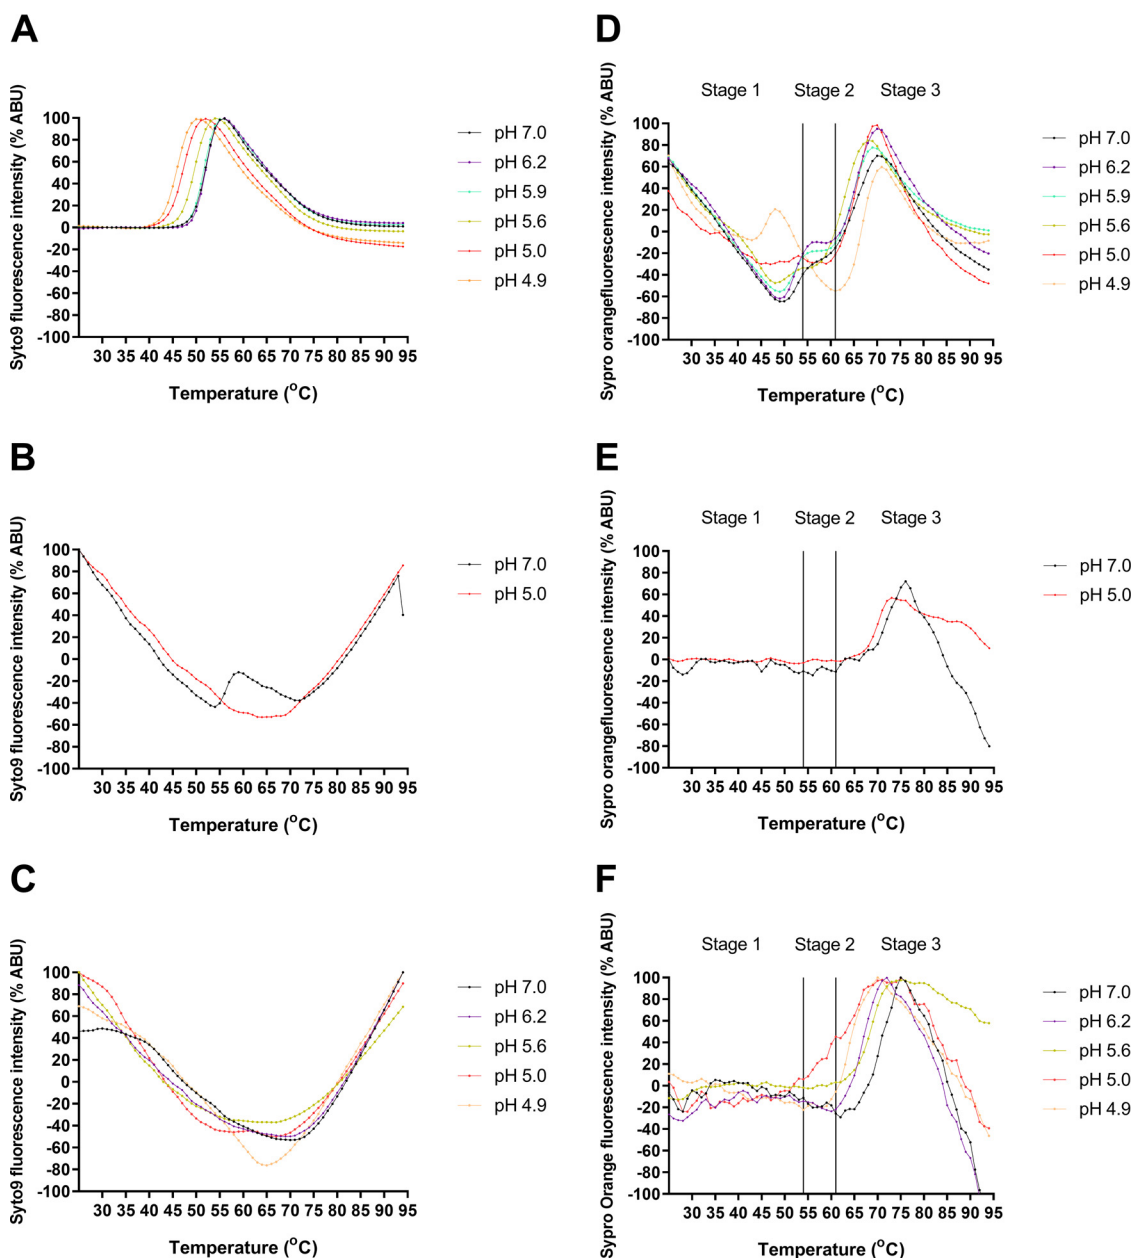 A
Syto9 fluorescence intensity (% ABU)
100
80
60
40
20
0
-20
-40
-60
-80
-100
30 35 40 45 50 55 60 65 70 75 80 85 90 95
Temperature (°C)
pH 7.0
pH 6.2
pH 5.9
pH 5.6
pH 5.0
pH 4.9
D
Stage 1 Stage 2 Stage 3
Sypro orangefluorescence intensity (% ABU)
100
80
60
40
20
0
-20
-40
-60
-80
-100
30 35 40 45 50 55 60 65 70 75 80 85 90 95
Temperature (°C)
pH 7.0
pH 6.2
pH 5.9
pH 5.6
pH 5.0
pH 4.9
B
Syto9 fluorescence intensity (% ABU)
100
80
60
40
20
0
-20
-40
-60
-80
-100
30 35 40 45 50 55 60 65 70 75 80 85 90 95
Temperature (°C)
pH 7.0
pH 5.0
E
Stage 1 Stage 2 Stage 3
Sypro orangefluorescence intensity (% ABU)
100
80
60
40
20
0
-20
-40
-60
-80
-100
30 35 40 45 50 55 60 65 70 75 80 85 90 95
Temperature (°C)
pH 7.0
pH 5.0
C
Syto9 fluorescence intensity (% ABU)
100
80
60
40
20
0
-20
-40
-60
-80
-100
30 35 40 45 50 55 60 65 70 75 80 85 90 95
Temperature (°C)
pH 7.0
pH 6.2
pH 5.6
pH 5.0
pH 4.9
F
Stage 1 Stage 2 Stage 3
Sypro Orange fluorescence intensity (% ABU)
100
80
60
40
20
0
-20
-40
-60
-80
-100
30 35 40 45 50 55 60 65 70 75 80 85 90 95
Temperature (°C)
pH 7.0
pH 6.2
pH 5.6
pH 5.0
pH 4.9